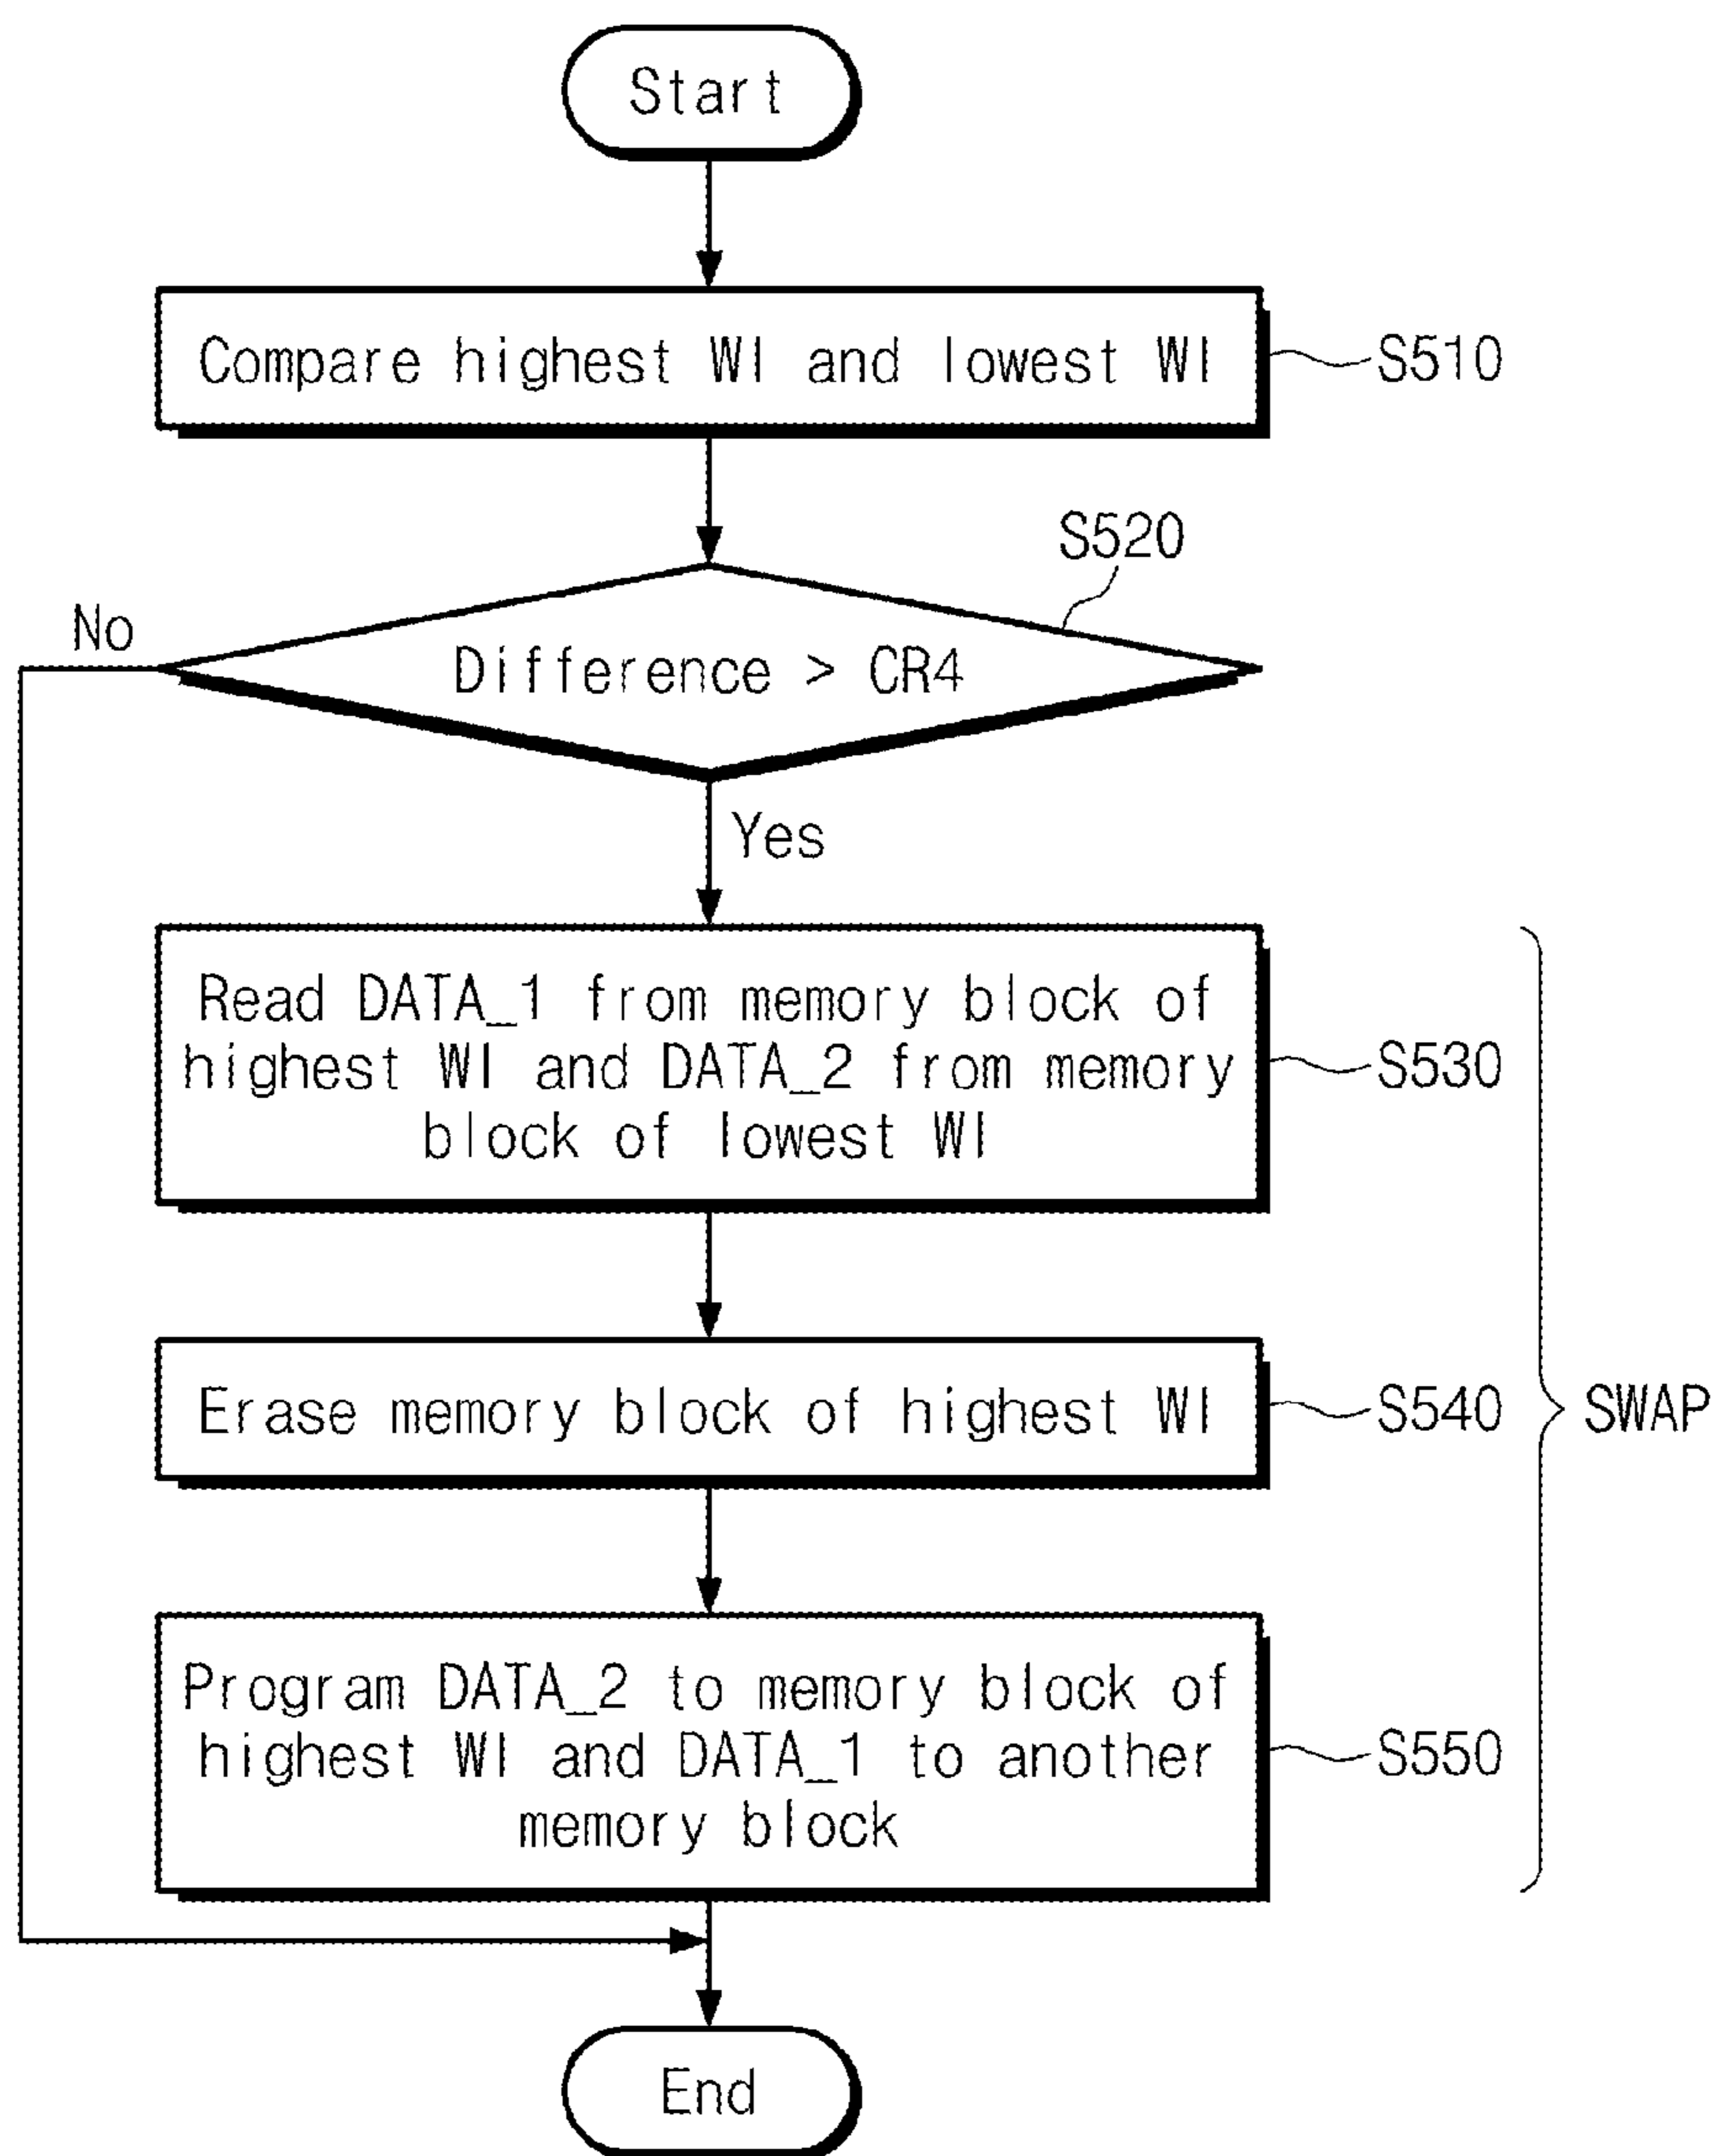 Start
Compare highest WI and lowest WI
S510
S520
No
Difference > CR4
Yes
Read DATA_1 from memory block of
highest WI and DATA_2 from memory
block of lowest WI
S530
Erase memory block of highest WI
S540
SWAP
Program DATA_2 to memory block of
highest WI and DATA_1 to another
memory block
S550
End